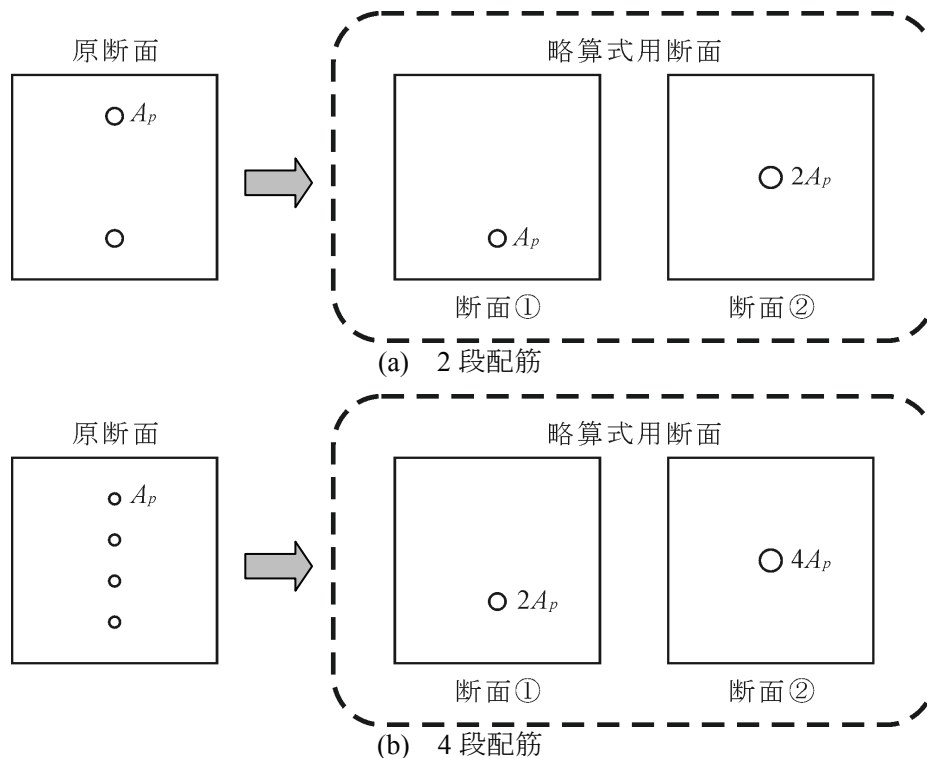 原断面
略算式用断面
Ap
Ap
2Ap
断面①
断面②
(a) 2段配筋
原断面
略算式用断面
Ap
2Ap
4Ap
断面①
断面②
(b) 4段配筋